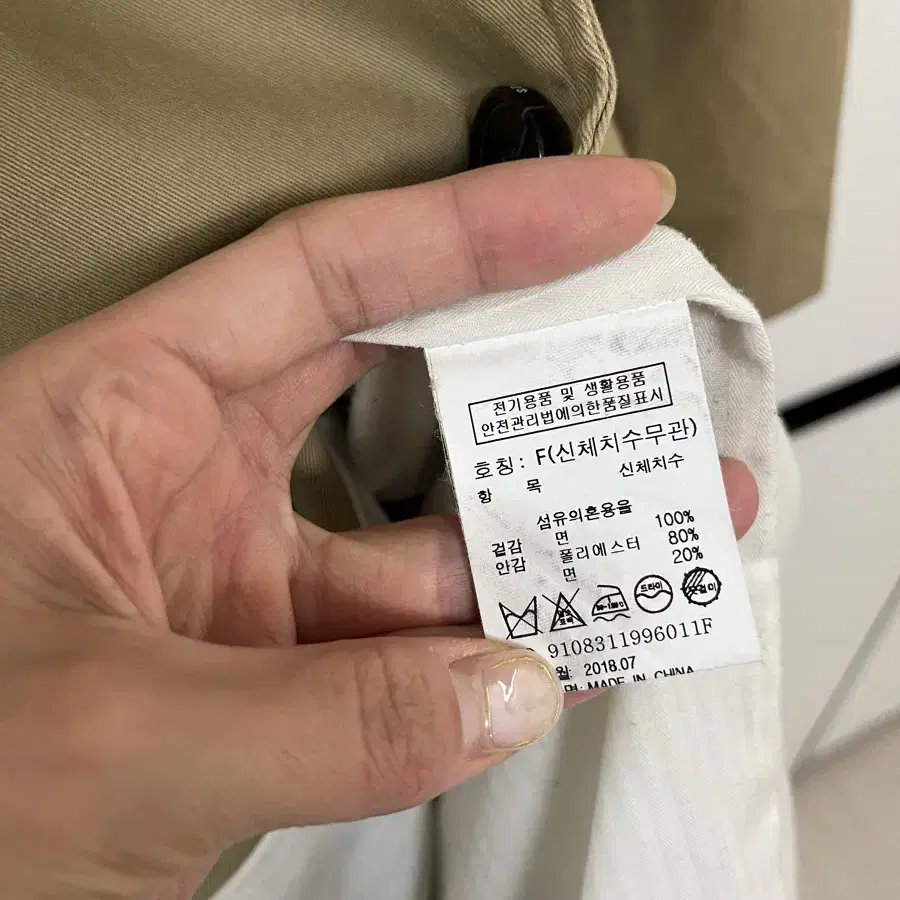 전기용품 및 생활용품
안전관리법에의한품질표시
호칭: F(신체치수무관)
항 목 신체치수
섬유의혼용율
겉감 면 100%
안감 폴리에스터 80%
면 20%
드라이
9108311996011F
월: 2018.07
명: MADE IN CHINA